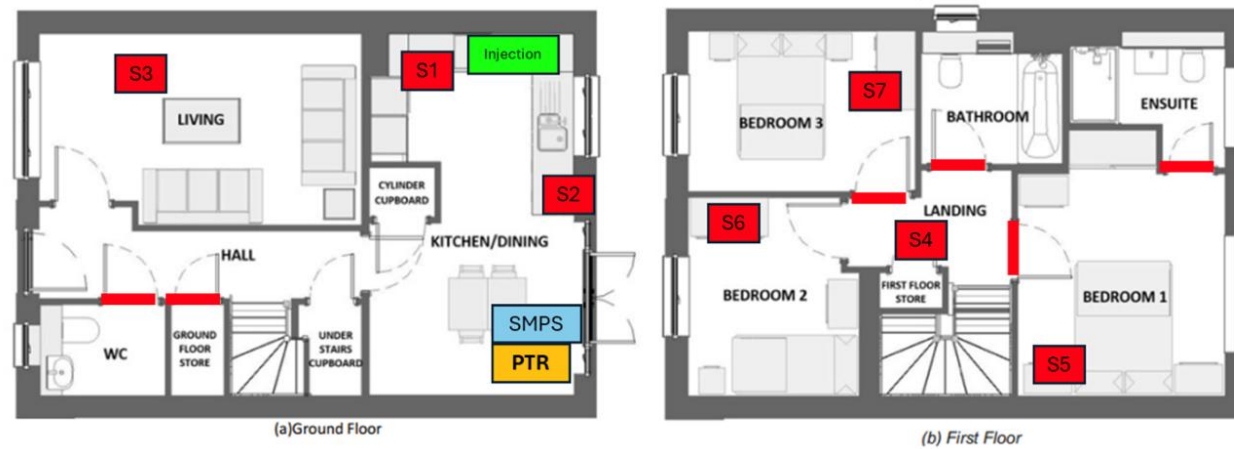 S3
S1
Injection
LIVING
S2
CYLINDER
CUPBOARD
HALL
KITCHEN/DINING
SMPS
PTR
WC
GROUND
FLOOR
STORE
UNDER
STAIRS
CUPBOARD
(a)Ground Floor
S7
BEDROOM 3
BATHROOM
ENSUITE
S6
LANDING
S4
BEDROOM 2
FIRST FLOOR
STORE
BEDROOM 1
S5
(b) First Floor